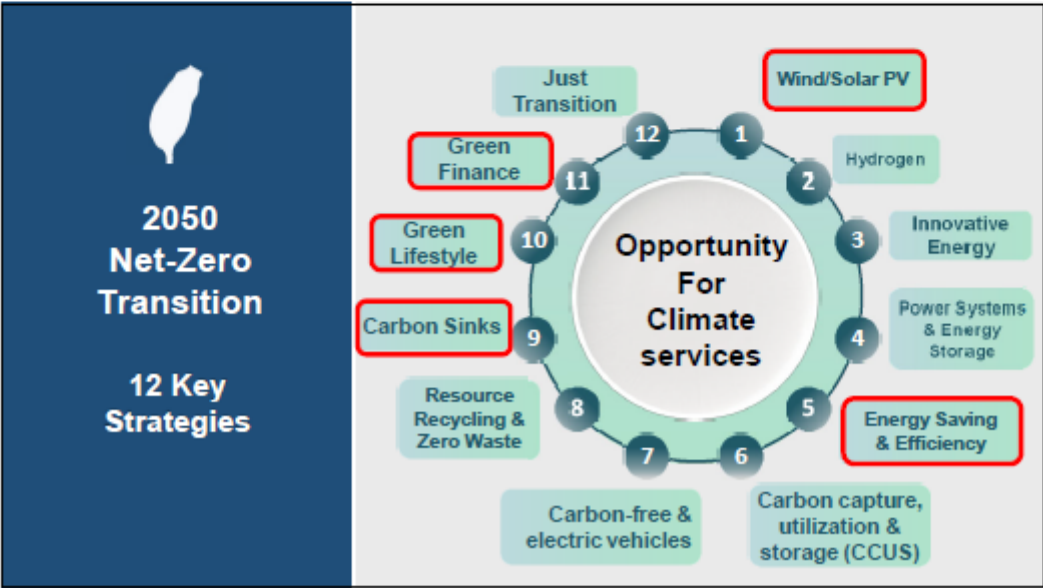 2050
Net-Zero
Transition
12 Key
Strategies
Opportunity
For
Climate
services
1
Wind/Solar PV
2
Hydrogen
3
Innovative
Energy
4
Power Systems
& Energy
Storage
5
Energy Saving
& Efficiency
6
Carbon capture,
utilization &
storage (CCUS)
7
Carbon-free &
electric vehicles
8
Resource
Recycling &
Zero Waste
9
Carbon Sinks
10
Green
Lifestyle
11
Green
Finance
12
Just
Transition